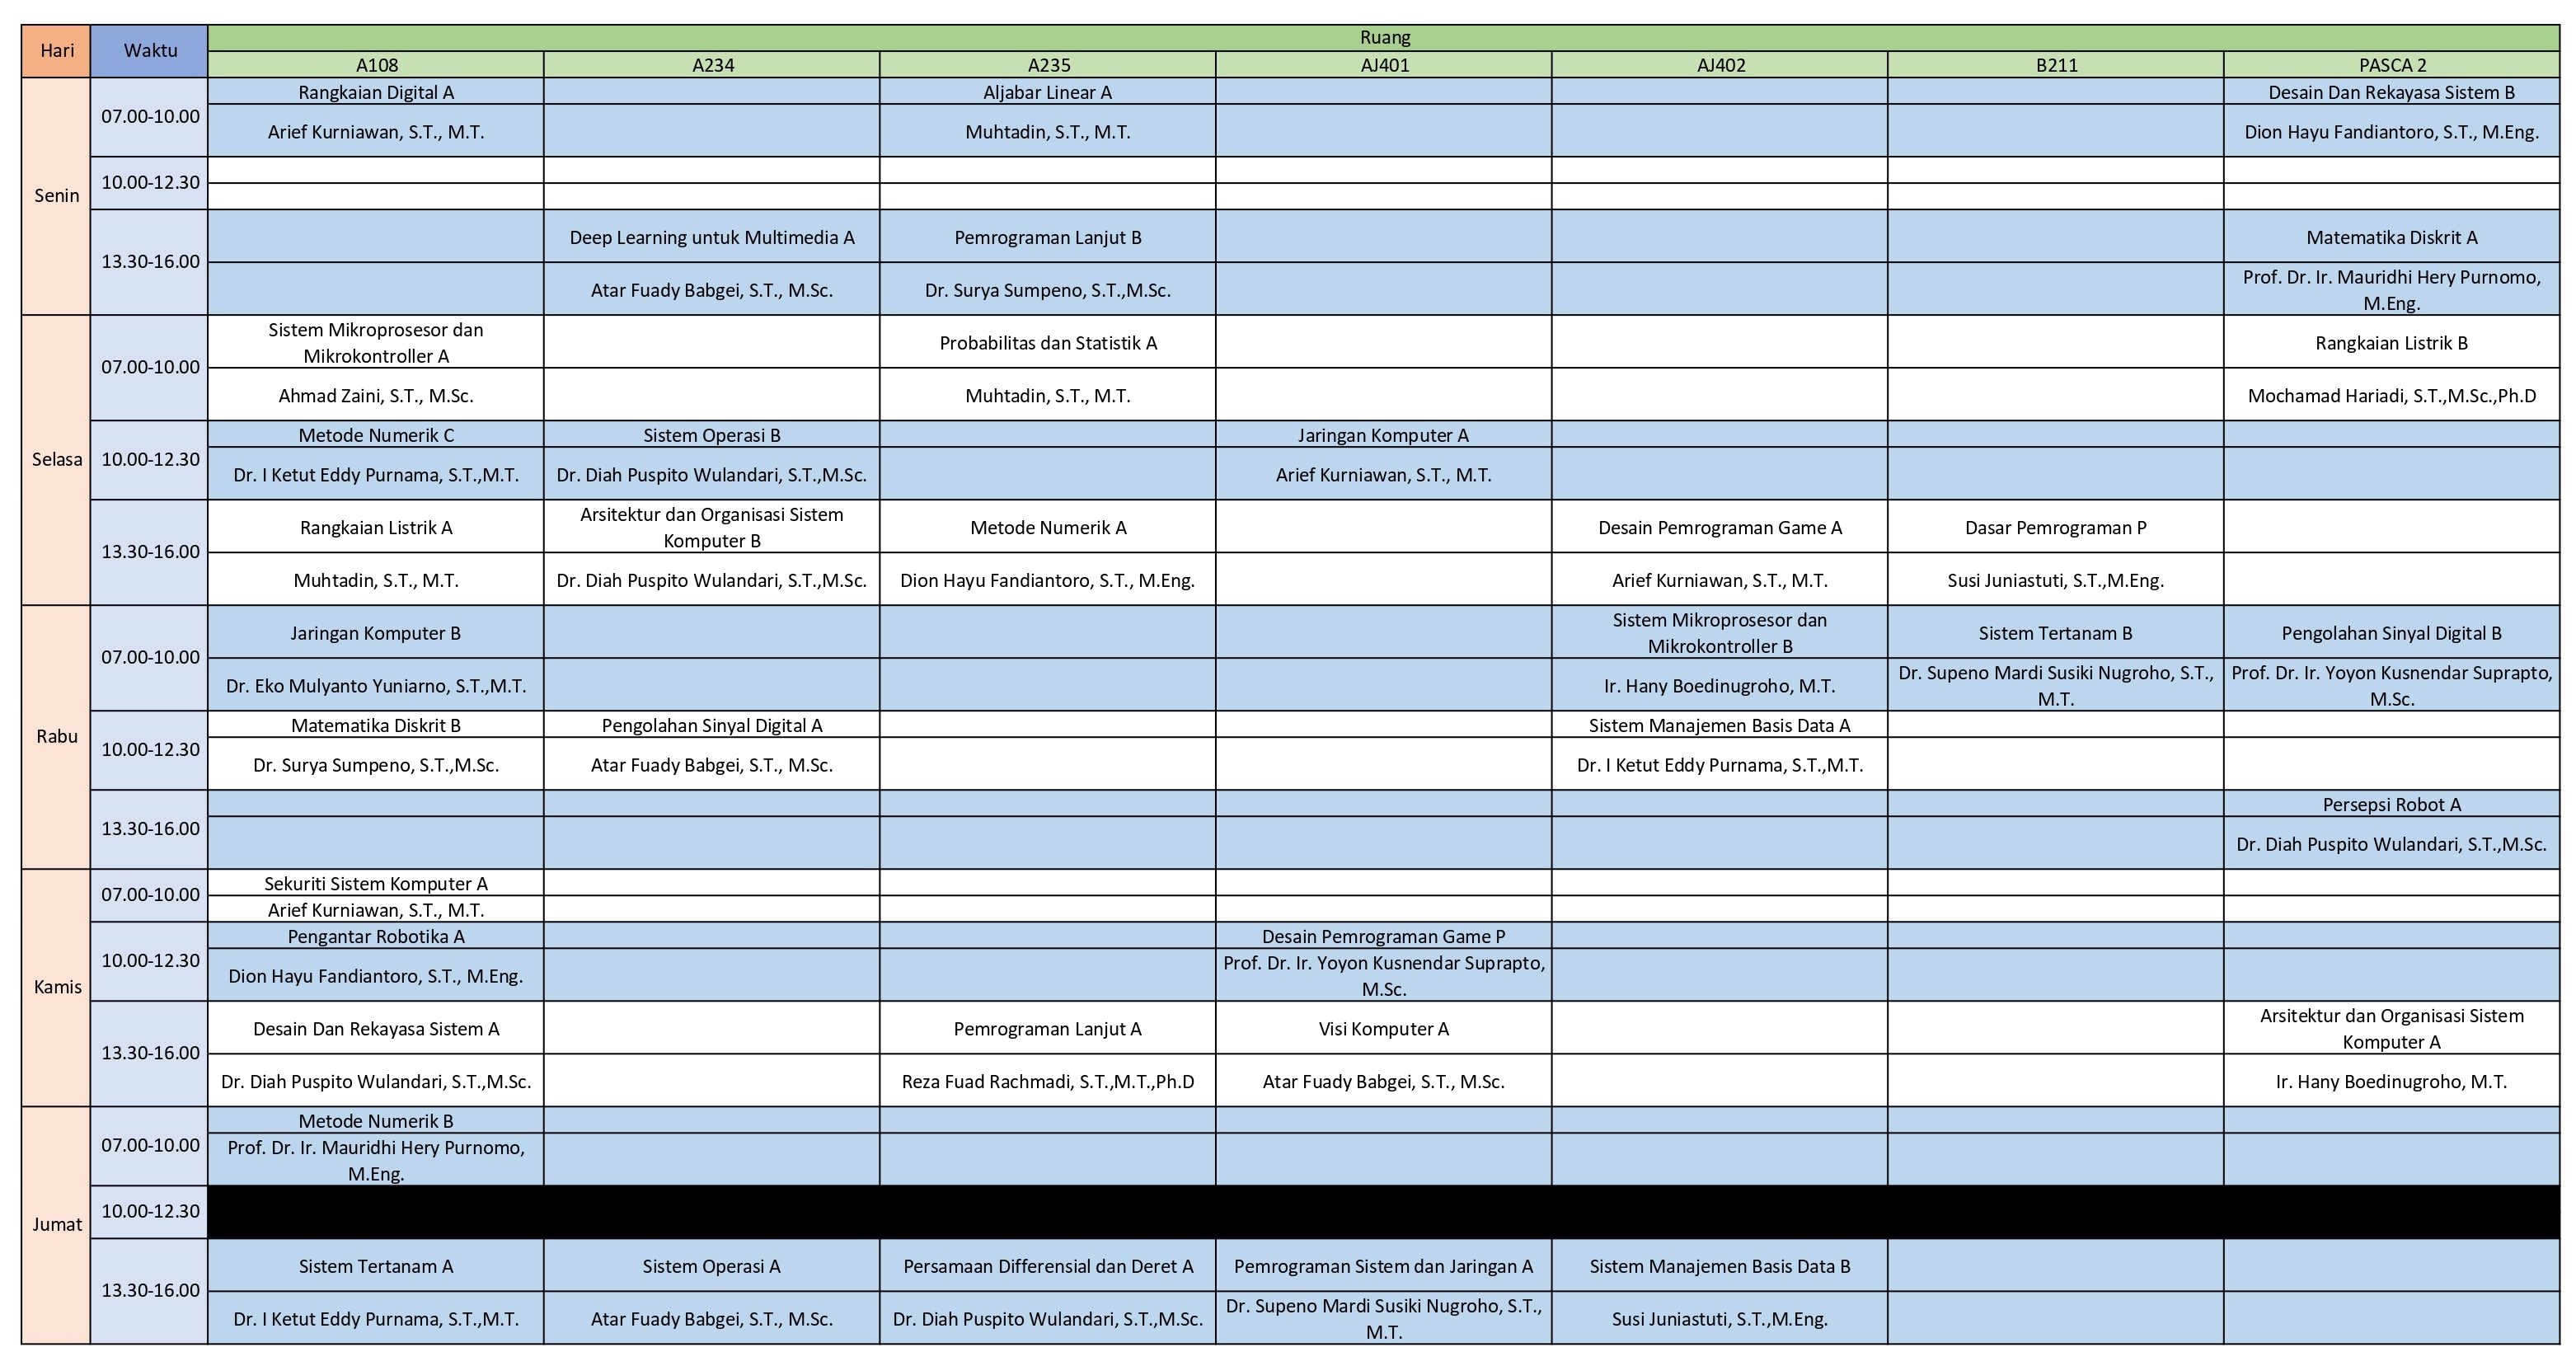 Hari
Waktu
Ruang
A108
A234
A235
AJ401
AJ402
B211
PASCA 2
Senin
07.00-10.00
Rangkaian Digital A
Aljabar Linear A
Desain Dan Rekayasa Sistem B
Arief Kurniawan, S.T., M.T.
Muhtadin, S.T., M.T.
Dion Hayu Fandiantoro, S.T., M.Eng.
10.00-12.30
13.30-16.00
Deep Learning untuk Multimedia A
Pemrograman Lanjut B
Matematika Diskrit A
Atar Fuady Babgei, S.T., M.Sc.
Dr. Surya Sumpeno, S.T.,M.Sc.
Prof. Dr. Ir. Mauridhi Hery Purnomo,
M.Eng.
Selasa
07.00-10.00
Sistem Mikroprosesor dan
Mikrokontroller A
Probabilitas dan Statistik A
Rangkaian Listrik B
Ahmad Zaini, S.T., M.Sc.
Muhtadin, S.T., M.T.
Mochamad Hariadi, S.T.,M.Sc.,Ph.D
10.00-12.30
Metode Numerik C
Sistem Operasi B
Jaringan Komputer A
Dr. I Ketut Eddy Purnama, S.T.,M.T.
Dr. Diah Puspito Wulandari, S.T.,M.Sc.
Arief Kurniawan, S.T., M.T.
13.30-16.00
Rangkaian Listrik A
Arsitektur dan Organisasi Sistem
Komputer B
Metode Numerik A
Desain Pemrograman Game A
Dasar Pemrograman P
Muhtadin, S.T., M.T.
Dr. Diah Puspito Wulandari, S.T.,M.Sc.
Dion Hayu Fandiantoro, S.T., M.Eng.
Arief Kurniawan, S.T., M.T.
Susi Juniastuti, S.T.,M.Eng.
Rabu
07.00-10.00
Jaringan Komputer B
Sistem Mikroprosesor dan
Mikrokontroller B
Sistem Tertanam B
Pengolahan Sinyal Digital B
Dr. Eko Mulyanto Yuniarno, S.T.,M.T.
Ir. Hany Boedinugroho, M.T.
Dr. Supeno Mardi Susiki Nugroho, S.T.,
M.T.
Prof. Dr. Ir. Yoyon Kusnendar Suprapto,
M.Sc.
10.00-12.30
Matematika Diskrit B
Pengolahan Sinyal Digital A
Sistem Manajemen Basis Data A
Dr. Surya Sumpeno, S.T.,M.Sc.
Atar Fuady Babgei, S.T., M.Sc.
Dr. I Ketut Eddy Purnama, S.T.,M.T.
13.30-16.00
Persepsi Robot A
Dr. Diah Puspito Wulandari, S.T.,M.Sc.
Kamis
07.00-10.00
Sekuriti Sistem Komputer A
Arief Kurniawan, S.T., M.T.
10.00-12.30
Pengantar Robotika A
Desain Pemrograman Game P
Dion Hayu Fandiantoro, S.T., M.Eng.
Prof. Dr. Ir. Yoyon Kusnendar Suprapto,
M.Sc.
13.30-16.00
Desain Dan Rekayasa Sistem A
Pemrograman Lanjut A
Visi Komputer A
Arsitektur dan Organisasi Sistem
Komputer A
Dr. Diah Puspito Wulandari, S.T.,M.Sc.
Reza Fuad Rachmadi, S.T.,M.T.,Ph.D
Atar Fuady Babgei, S.T., M.Sc.
Ir. Hany Boedinugroho, M.T.
Jumat
07.00-10.00
Metode Numerik B
Prof. Dr. Ir. Mauridhi Hery Purnomo,
M.Eng.
10.00-12.30
13.30-16.00
Sistem Tertanam A
Sistem Operasi A
Persamaan Differensial dan Deret A
Pemrograman Sistem dan Jaringan A
Sistem Manajemen Basis Data B
Dr. I Ketut Eddy Purnama, S.T.,M.T.
Atar Fuady Babgei, S.T., M.Sc.
Dr. Diah Puspito Wulandari, S.T.,M.Sc.
Dr. Supeno Mardi Susiki Nugroho, S.T.,
M.T.
Susi Juniastuti, S.T.,M.Eng.